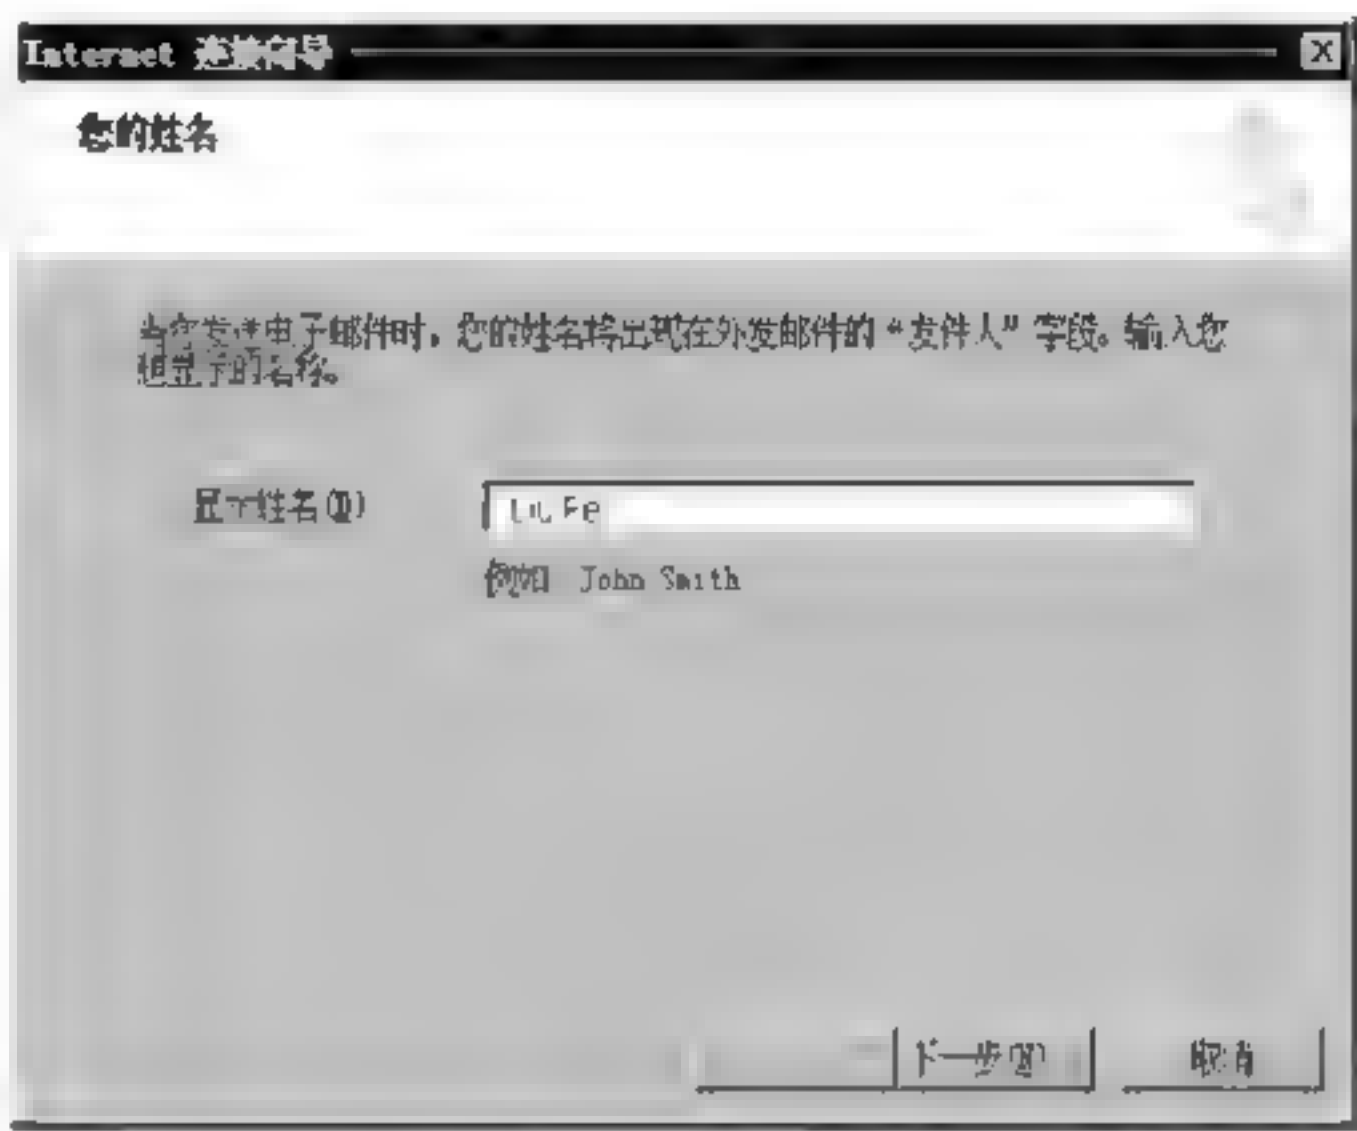 Internet 连接向导
您的姓名
当您发送电子邮件时，您的姓名将出现在外发邮件的“发件人”字段。输入您
想显示的名称。
显示姓名(D)
例如 John Smith
下一步(N)
取消